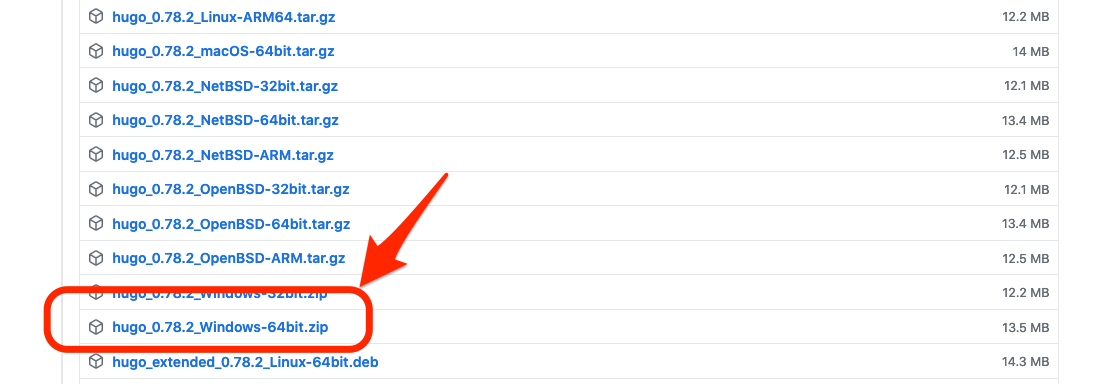 hugo_0.78.2_Linux-ARM64.tar.gz 12.2 MB
hugo_0.78.2_macOS-64bit.tar.gz 14 MB
hugo_0.78.2_NetBSD-32bit.tar.gz 12.1 MB
hugo_0.78.2_NetBSD-64bit.tar.gz 13.4 MB
hugo_0.78.2_NetBSD-ARM.tar.gz 12.5 MB
hugo_0.78.2_OpenBSD-32bit.tar.gz 12.1 MB
hugo_0.78.2_OpenBSD-64bit.tar.gz 13.4 MB
hugo_0.78.2_OpenBSD-ARM.tar.gz 12.5 MB
hugo_0.78.2_Windows-32bit.zip 12.2 MB
hugo_0.78.2_Windows-64bit.zip 13.5 MB
hugo_extended_0.78.2_Linux-64bit.deb 14.3 MB